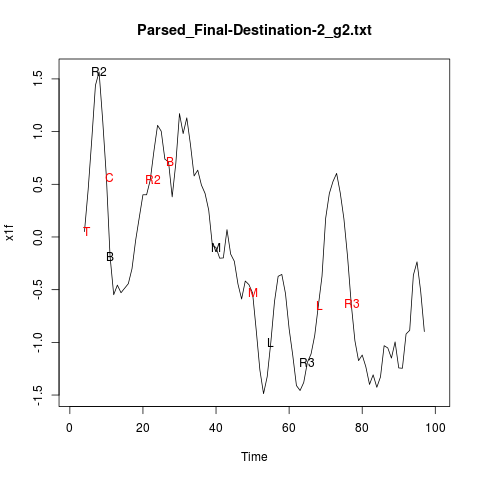 Parsed_Final-Destination-2_g2.txt
x1f
1.5
1.0
0.5
0.0
-0.5
-1.0
-1.5
R2
C
R2
B
T
B
M
M
L
L
R3
R3
0
20
40
60
80
100
Time